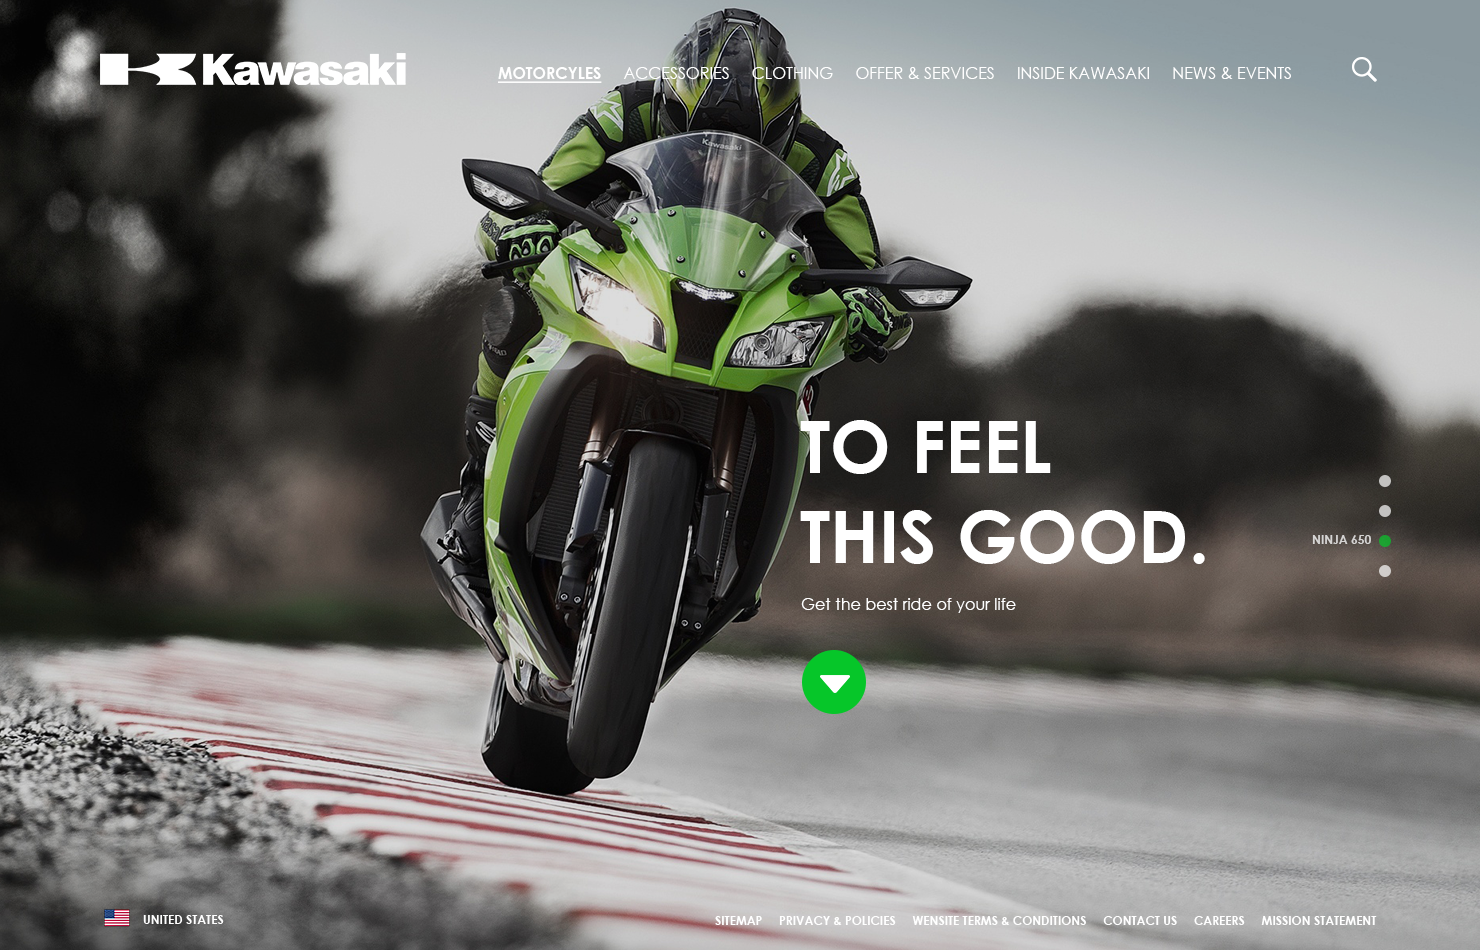 Kawasaki
MOTORCYLES ACCESSORIES CLOTHING OFFER & SERVICES INSIDE KAWASAKI NEWS & EVENTS
Kawasaki
TO FEEL
THIS GOOD.
NINJA 650
Get the best ride of your life
UNITED STATES
SITEMAP PRIVACY & POLICIES WENSITE TERMS & CONDITIONS CONTACT US CAREERS MISSION STATEMENT